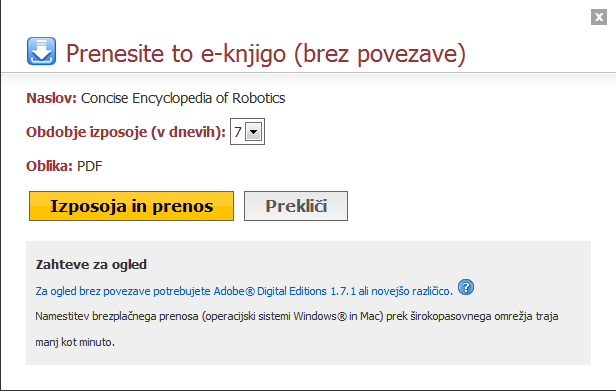 Prenesite to e-knjigo (brez povezave)
Naslov: Concise Encyclopedia of Robotics
Obdobje izposoje (v dnevih): 7
Oblika: PDF
Izposoja in prenos Prekliči
Zahteve za ogled
Za ogled brez povezave potrebujete Adobe® Digital Editions 1.7.1 ali novejšo različico. ?
Namestitev brezplačnega prenosa (operacijski sistemi Windows® in Mac) prek širokopasovnega omrežja traja
manj kot minuto.